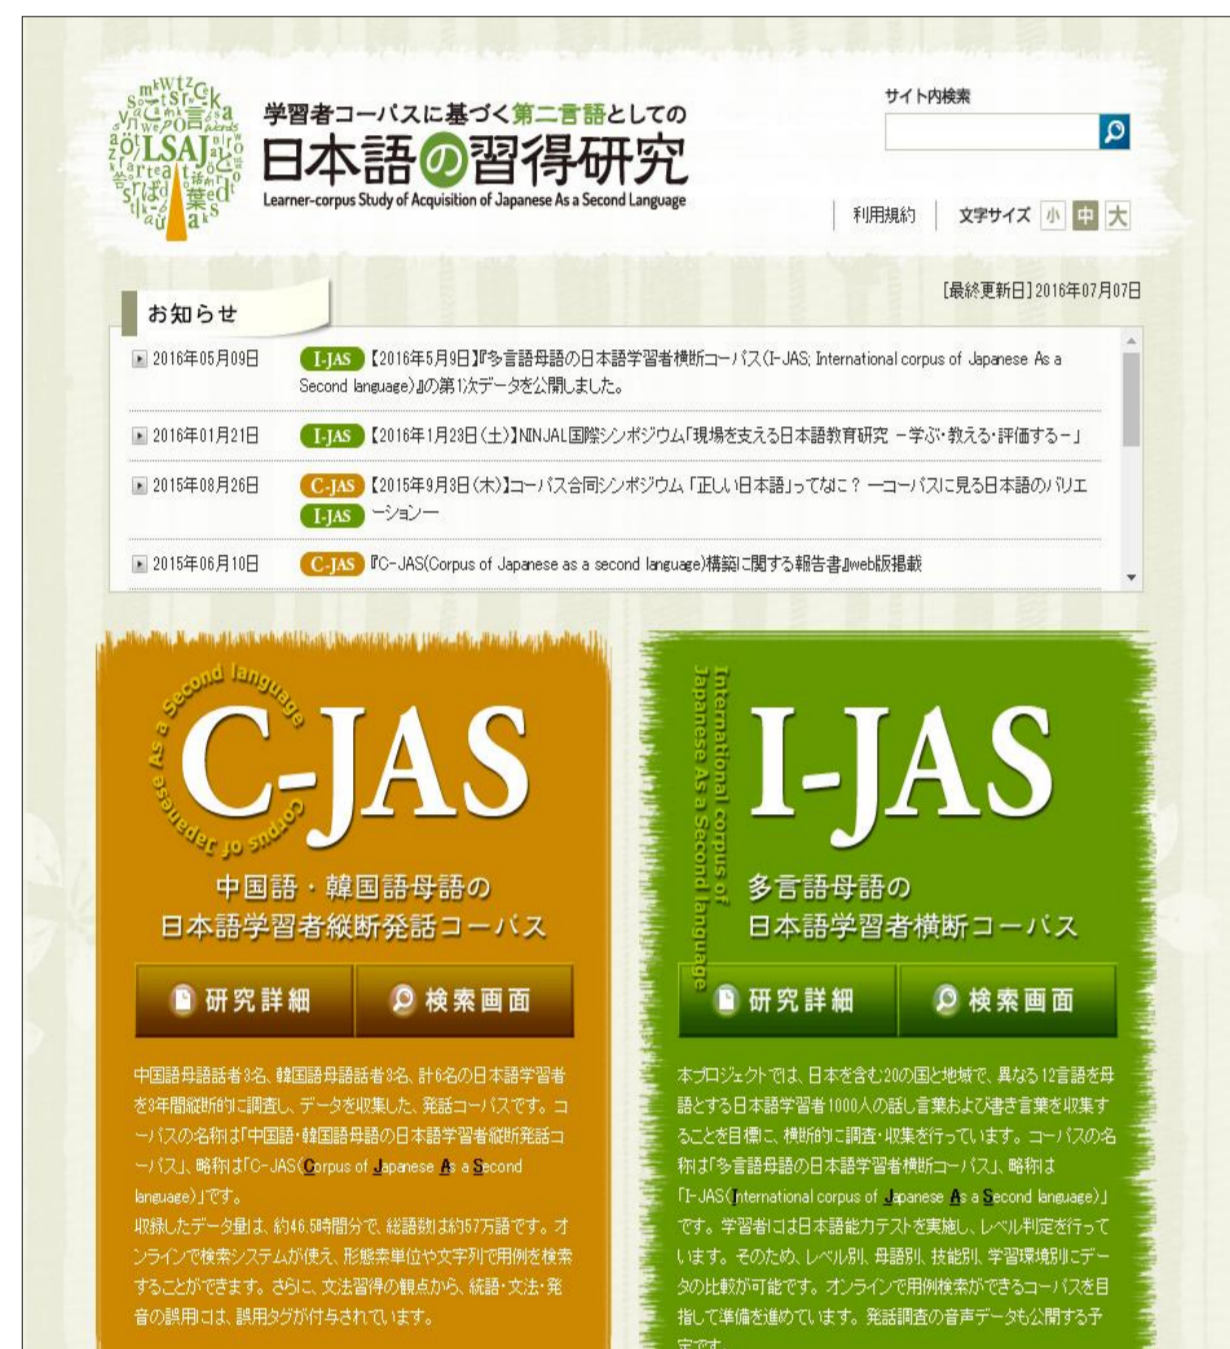 LSAJ
学習者コーパスに基づく第二言語としての
日本語の習得研究
Learner-corpus Study of Acquisition of Japanese As a Second Language
サイト内検索
利用規約 文字サイズ 小 中 大
[最終更新日]2016年07月07日
お知らせ
2016年05月09日 I-JAS 【2016年5月9日】『多言語母語の日本語学習者横断コーパス(I-JAS; International corpus of Japanese As a
Second language)』の第1次データを公開しました。
2016年01月21日 I-JAS 【2016年1月23日(土)】NINJAL国際シンポジウム「現場を支える日本語教育研究 －学ぶ・教える・評価する－」
2015年08月26日 C-JAS 【2015年9月3日(木)】コーパス合同シンポジウム 「正しい日本語」ってなに？ ―コーパスに見る日本語のバリエ
I-JAS ーション―
2015年06月10日 C-JAS 『C-JAS(Corpus of Japanese as a second language)構築に関する報告書』web版掲載
Corpus of Japanese As a Second language
C-JAS
中国語・韓国語母語の
日本語学習者縦断発話コーパス
研究詳細 検索画面
中国語母語話者3名、韓国語母語話者3名、計6名の日本語学習者
を3年間縦断的に調査し、データを収集した、発話コーパスです。コ
ーパスの名称は「中国語・韓国語母語の日本語学習者縦断発話コ
ーパス」、略称は「C-JAS(Corpus of Japanese As a Second
language)」です。
収録したデータ量は、約46.5時間分で、総語数は約57万語です。オ
ンラインで検索システムが使え、形態素単位や文字列で用例を検索
することができます。さらに、文法習得の観点から、統語・文法・発
音の誤用には、誤用タグが付与されています。
International corpus of
Japanese As a Second language
I-JAS
多言語母語の
日本語学習者横断コーパス
研究詳細 検索画面
本プロジェクトでは、日本を含む20の国と地域で、異なる12言語を母
語とする日本語学習者1000人の話し言葉および書き言葉を収集す
ることを目標に、横断的に調査・収集を行っています。コーパスの名
称は「多言語母語の日本語学習者横断コーパス」、略称は
「I-JAS(International corpus of Japanese As a Second language)」
です。学習者には日本語能力テストを実施し、レベル判定を行って
います。そのため、レベル別、母語別、技能別、学習環境別にデー
タの比較が可能です。オンラインで用例検索ができるコーパスを目
指して準備を進めています。発話調査の音声データも公開する予
定です。